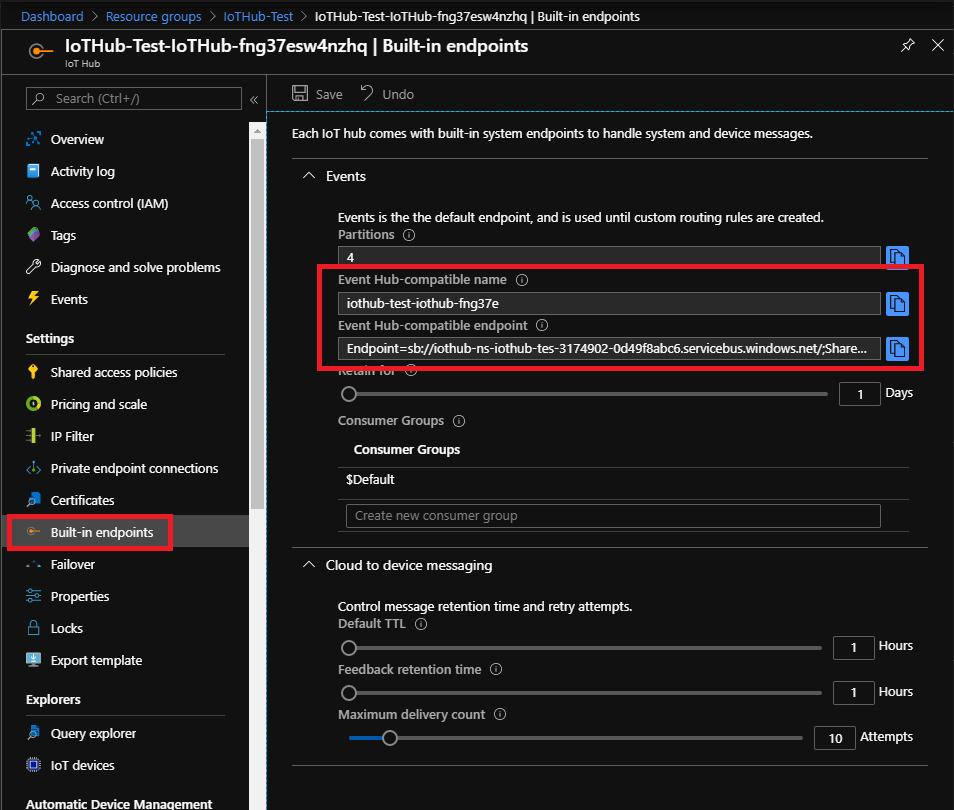 Dashboard > Resource groups > IoTHub-Test > IoTHub-Test-IoTHub-fng37esw4nzhq | Built-in endpoints
IoTHub-Test-IoTHub-fng37esw4nzhq | Built-in endpoints
IoT Hub
Search (Ctrl+/)
«
Overview
Activity log
Access control (IAM)
Tags
Diagnose and solve problems
Events
Settings
Shared access policies
Pricing and scale
IP Filter
Private endpoint connections
Certificates
Built-in endpoints
Failover
Properties
Locks
Export template
Explorers
Query explorer
IoT devices
Automatic Device Management
Save Undo
Each IoT hub comes with built-in system endpoints to handle system and device messages.
Events
Events is the the default endpoint, and is used until custom routing rules are created.
Partitions
4
Event Hub-compatible name
iothub-test-iothub-fng37e
Event Hub-compatible endpoint
Endpoint=sb://iothub-ns-iothub-tes-3174902-0d49f8abc6.servicebus.windows.net/;Share...
Retain for
1 Days
Consumer Groups
Consumer Groups
$Default
Create new consumer group
Cloud to device messaging
Control message retention time and retry attempts.
Default TTL
1 Hours
Feedback retention time
1 Hours
Maximum delivery count
10 Attempts